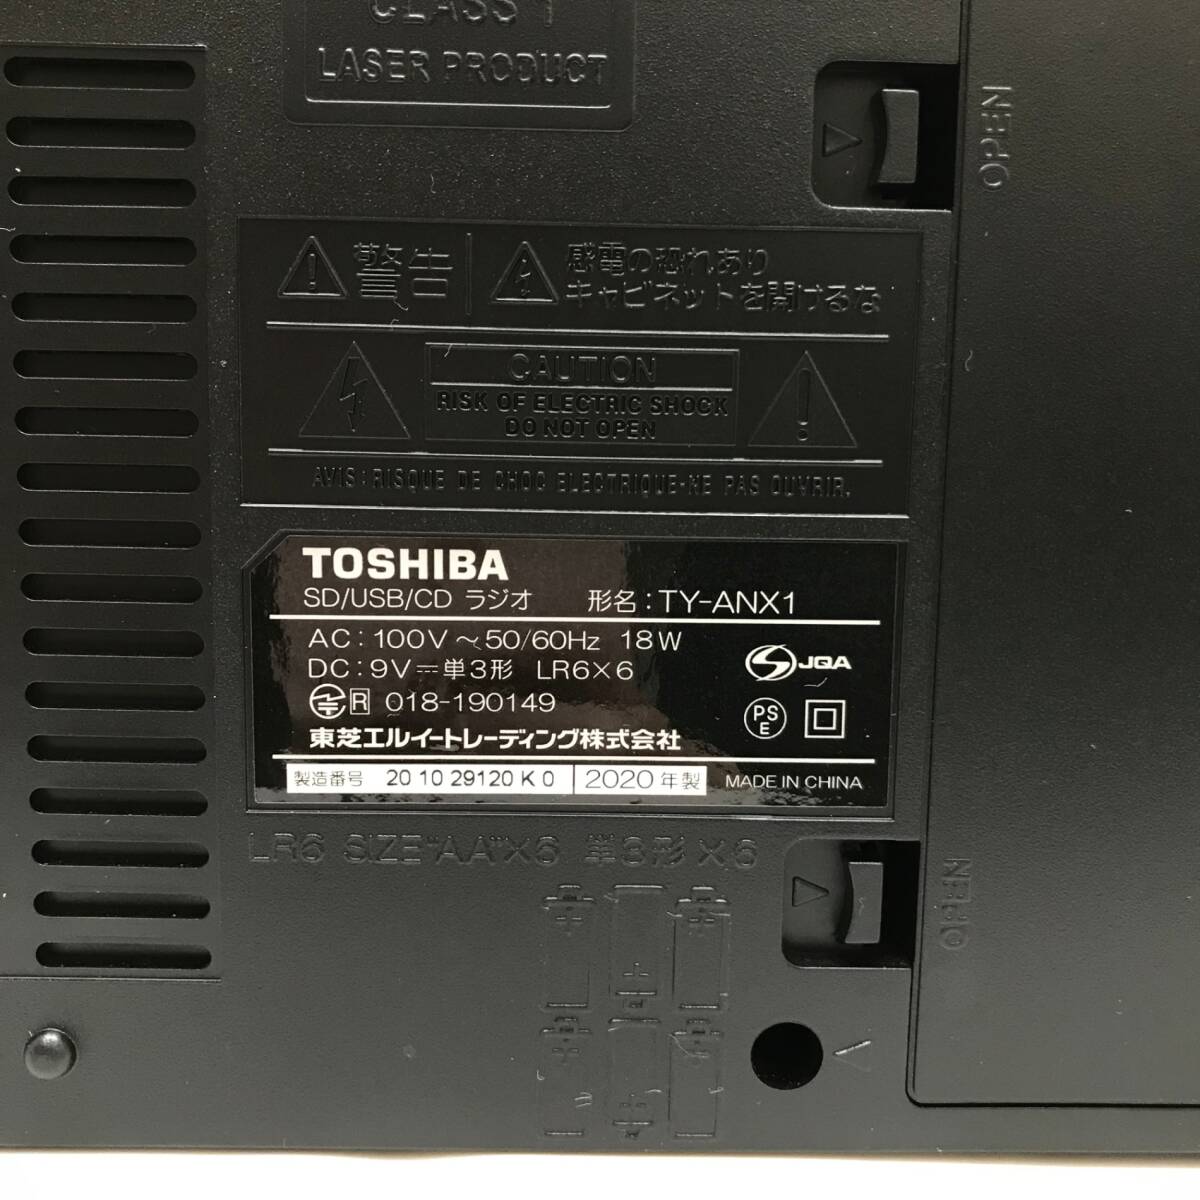 CLASS 1
LASER PRODUCT
OPEN
警告
感電の恐れあり
キャビネットを開けるな
CAUTION
RISK OF ELECTRIC SHOCK
DO NOT OPEN
AVIS: RISQUE DE CHOC ELECTRIQUE-NE PAS OUVRIR.
TOSHIBA
SD/USB/CD ラジオ 形名:TY-ANX1
AC:100V～50/60Hz 18W
DC:9V⎓単3形 LR6×6
JQA
R 018-190149
PS
E
東芝エルイートレーディング株式会社
製造番号 20 10 29120 K 0 2020年製 MADE IN CHINA
LR6 SIZE"AA"×6 単3形×6
OPEN